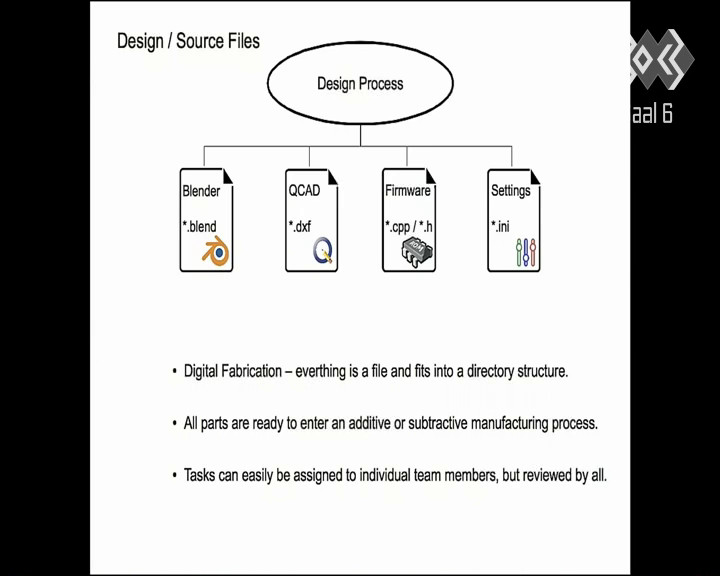 Design / Source Files
Design Process
Blender
*.blend
QCAD
*.dxf
Firmware
*.cpp / *.h
Settings
*.ini
aal 6
• Digital Fabrication – everthing is a file and fits into a directory structure.
• All parts are ready to enter an additive or subtractive manufacturing process.
• Tasks can easily be assigned to individual team members, but reviewed by all.